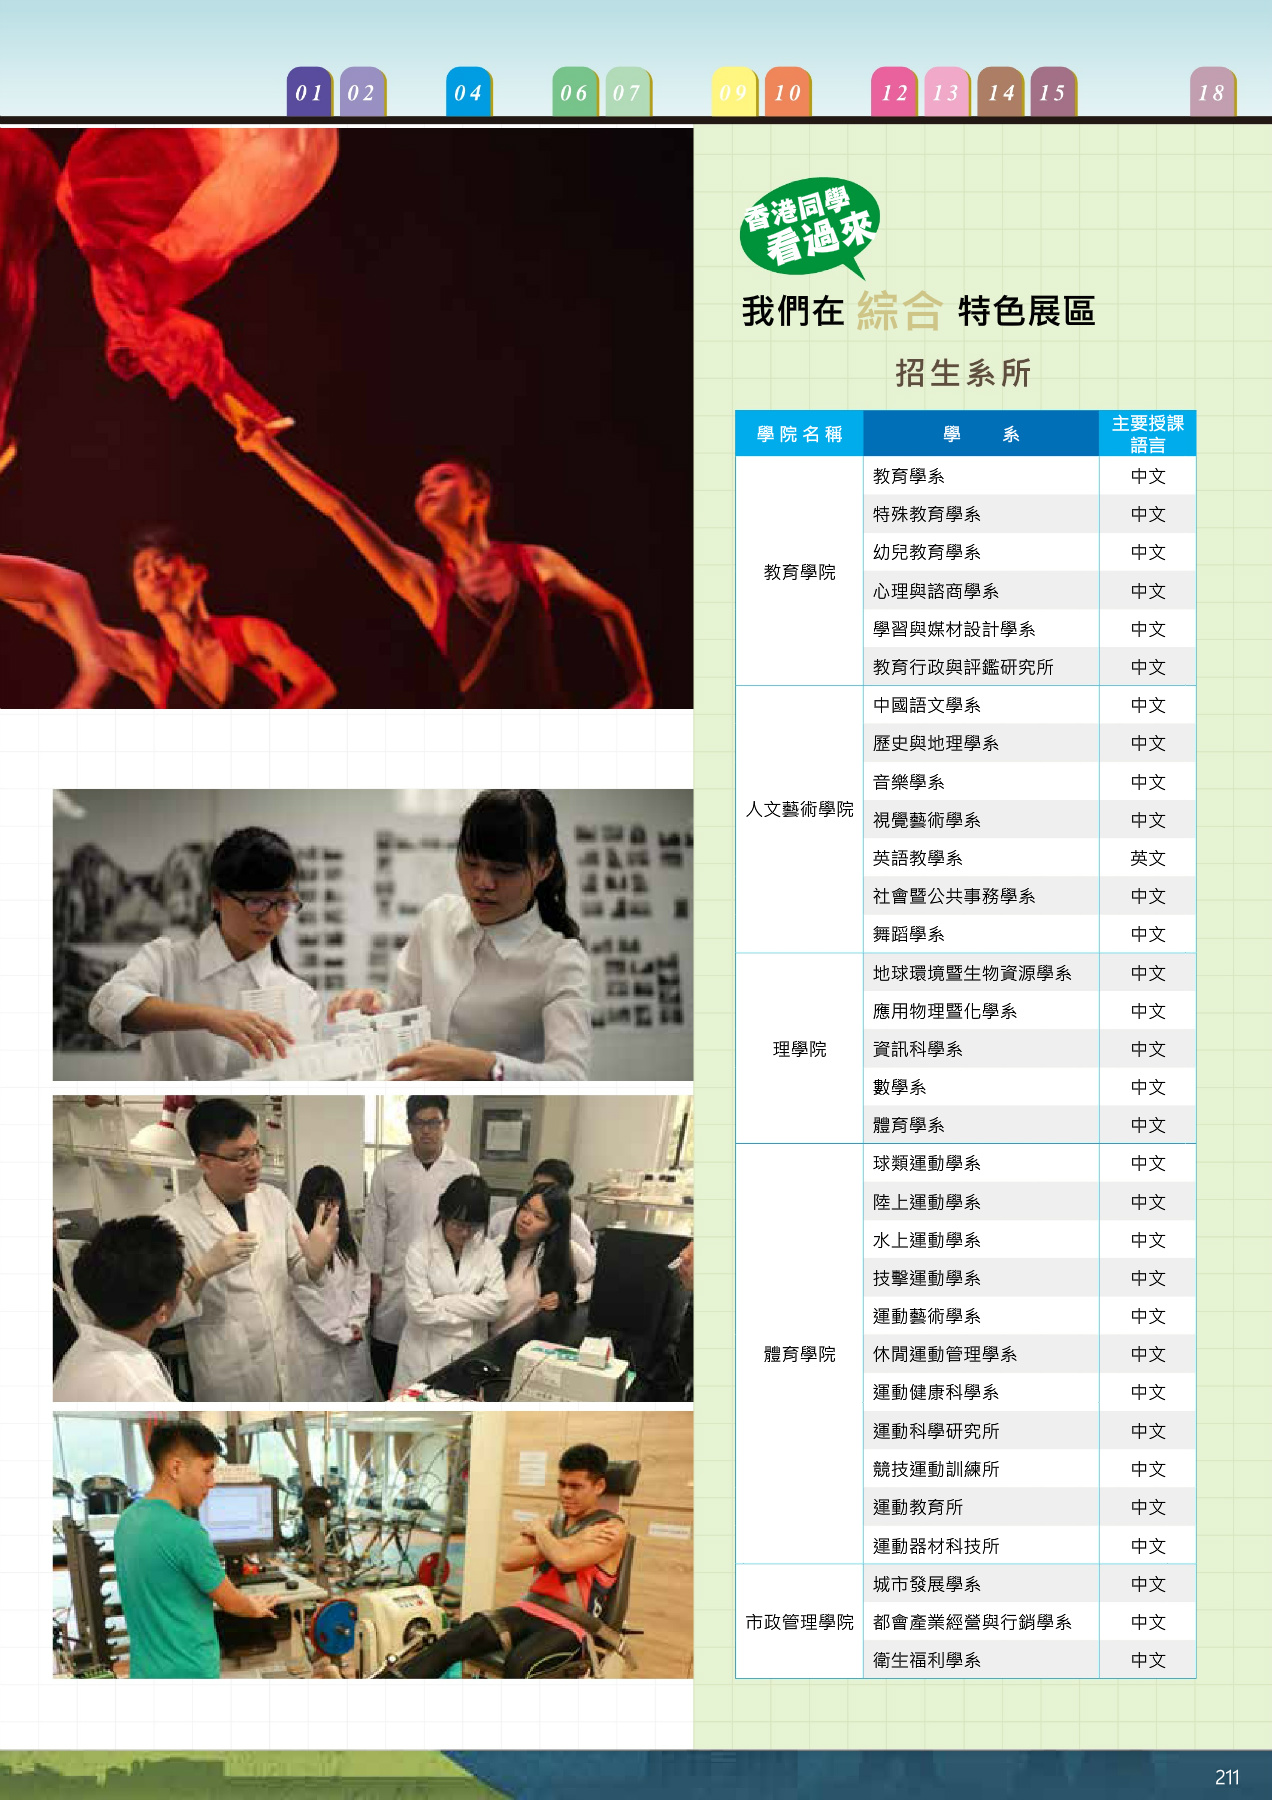 01 02 04 06 07 09 10 12 13 14 15 18
香港同學
看過來
我們在 綜合 特色展區
招生系所
學院名稱 學系 主要授課語言
教育學院
教育學系 中文
特殊教育學系 中文
幼兒教育學系 中文
心理與諮商學系 中文
學習與媒材設計學系 中文
教育行政與評鑑研究所 中文
人文藝術學院
中國語文學系 中文
歷史與地理學系 中文
音樂學系 中文
視覺藝術學系 中文
英語教學系 英文
社會暨公共事務學系 中文
舞蹈學系 中文
理學院
地球環境暨生物資源學系 中文
應用物理暨化學系 中文
資訊科學系 中文
數學系 中文
體育學系 中文
體育學院
球類運動學系 中文
陸上運動學系 中文
水上運動學系 中文
技擊運動學系 中文
運動藝術學系 中文
休閒運動管理學系 中文
運動健康科學系 中文
運動科學研究所 中文
競技運動訓練所 中文
運動教育所 中文
運動器材科技所 中文
市政管理學院
城市發展學系 中文
都會產業經營與行銷學系 中文
衛生福利學系 中文
211